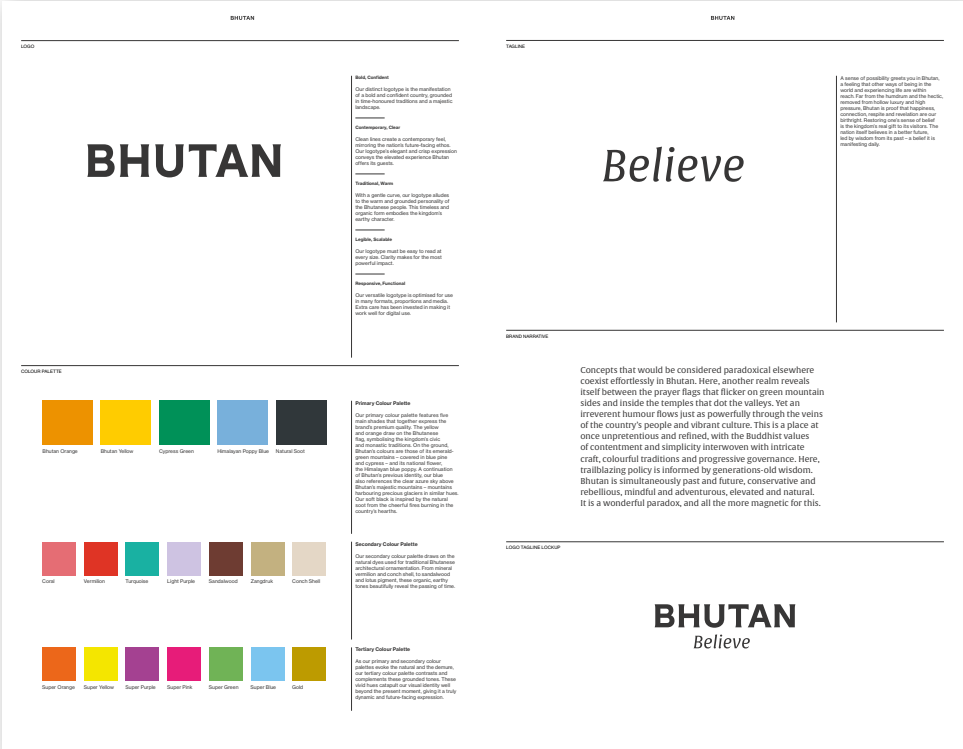 BHUTAN
LOGO
BHUTAN
Bold, Confident
Our distinct logotype is the manifestation
of a bold and confident country, grounded
in time-honoured traditions and a majestic
landscape.
Contemporary, Clear
Clean lines create a contemporary feel,
mirroring the nation's future-facing ethos.
Our logotype's elegant and crisp expression
conveys the elevated experience Bhutan
offers its guests.
Traditional, Warm
With a gentle curve, our logotype alludes
to the warm and grounded personality of
the Bhutanese people. This timeless and
organic form embodies the kingdom's
earthy character.
Legible, Scalable
Our logotype must be easy to read at
every size. Clarity makes for the most
powerful impact.
Responsive, Functional
Our versatile logotype is optimised for use
in many formats, proportions and media.
Extra care has been invested in making it
work well for digital use.
COLOUR PALETTE
Bhutan Orange
Bhutan Yellow
Cypress Green
Himalayan Poppy Blue
Natural Soot
Primary Colour Palette
Our primary colour palette features five
main shades that together express the
brand's premium quality. The yellow
and orange draw on the Bhutanese
flag, symbolising the kingdom's civic
and monastic traditions. On the ground,
Bhutan's colours are those of its emerald-
green mountains – covered in blue pine
and cypress – and its national flower,
the Himalayan blue poppy. A continuation
of Bhutan's previous identity, our blue
also references the clear azure sky above
Bhutan's majestic mountains – mountains
harbouring precious glaciers in similar hues.
Our soft black is inspired by the natural
soot from the cheerful fires burning in the
country's hearths.
Coral
Vermilion
Turquoise
Light Purple
Sandalwood
Zangdruk
Conch Shell
Secondary Colour Palette
Our secondary colour palette draws on the
natural dyes used for traditional Bhutanese
architectural ornamentation. From mineral
vermilion and conch shell, to sandalwood
and lotus pigment, these organic, earthy
tones beautifully reveal the passing of time.
Super Orange
Super Yellow
Super Purple
Super Pink
Super Green
Super Blue
Gold
Tertiary Colour Palette
As our primary and secondary colour
palettes evoke the natural and the demure,
our tertiary colour palette contrasts and
complements these grounded tones. These
vivid hues catapult our visual identity well
beyond the present moment, giving it a truly
dynamic and future-facing expression.
BHUTAN
TAGLINE
Believe
A sense of possibility greets you in Bhutan,
a feeling that other ways of being in the
world and experiencing life are within
reach. Far from the humdrum and the hectic,
removed from hollow luxury and high
pressure, Bhutan is proof that happiness,
connection, respite and revelation are our
birthright. Restoring one's sense of belief
is the kingdom's real gift to its visitors. The
nation itself believes in a better future,
led by wisdom from its past – a belief it is
manifesting daily.
BRAND NARRATIVE
Concepts that would be considered paradoxical elsewhere
coexist effortlessly in Bhutan. Here, another realm reveals
itself between the prayer flags that flicker on green mountain
sides and inside the temples that dot the valleys. Yet an
irreverent humour flows just as powerfully through the veins
of the country's people and vibrant culture. This is a place at
once unpretentious and refined, with the Buddhist values
of contentment and simplicity interwoven with intricate
craft, colourful traditions and progressive governance. Here,
trailblazing policy is informed by generations-old wisdom.
Bhutan is simultaneously past and future, conservative and
rebellious, mindful and adventurous, elevated and natural.
It is a wonderful paradox, and all the more magnetic for this.
LOGO TAGLINE LOCKUP
BHUTAN
Believe